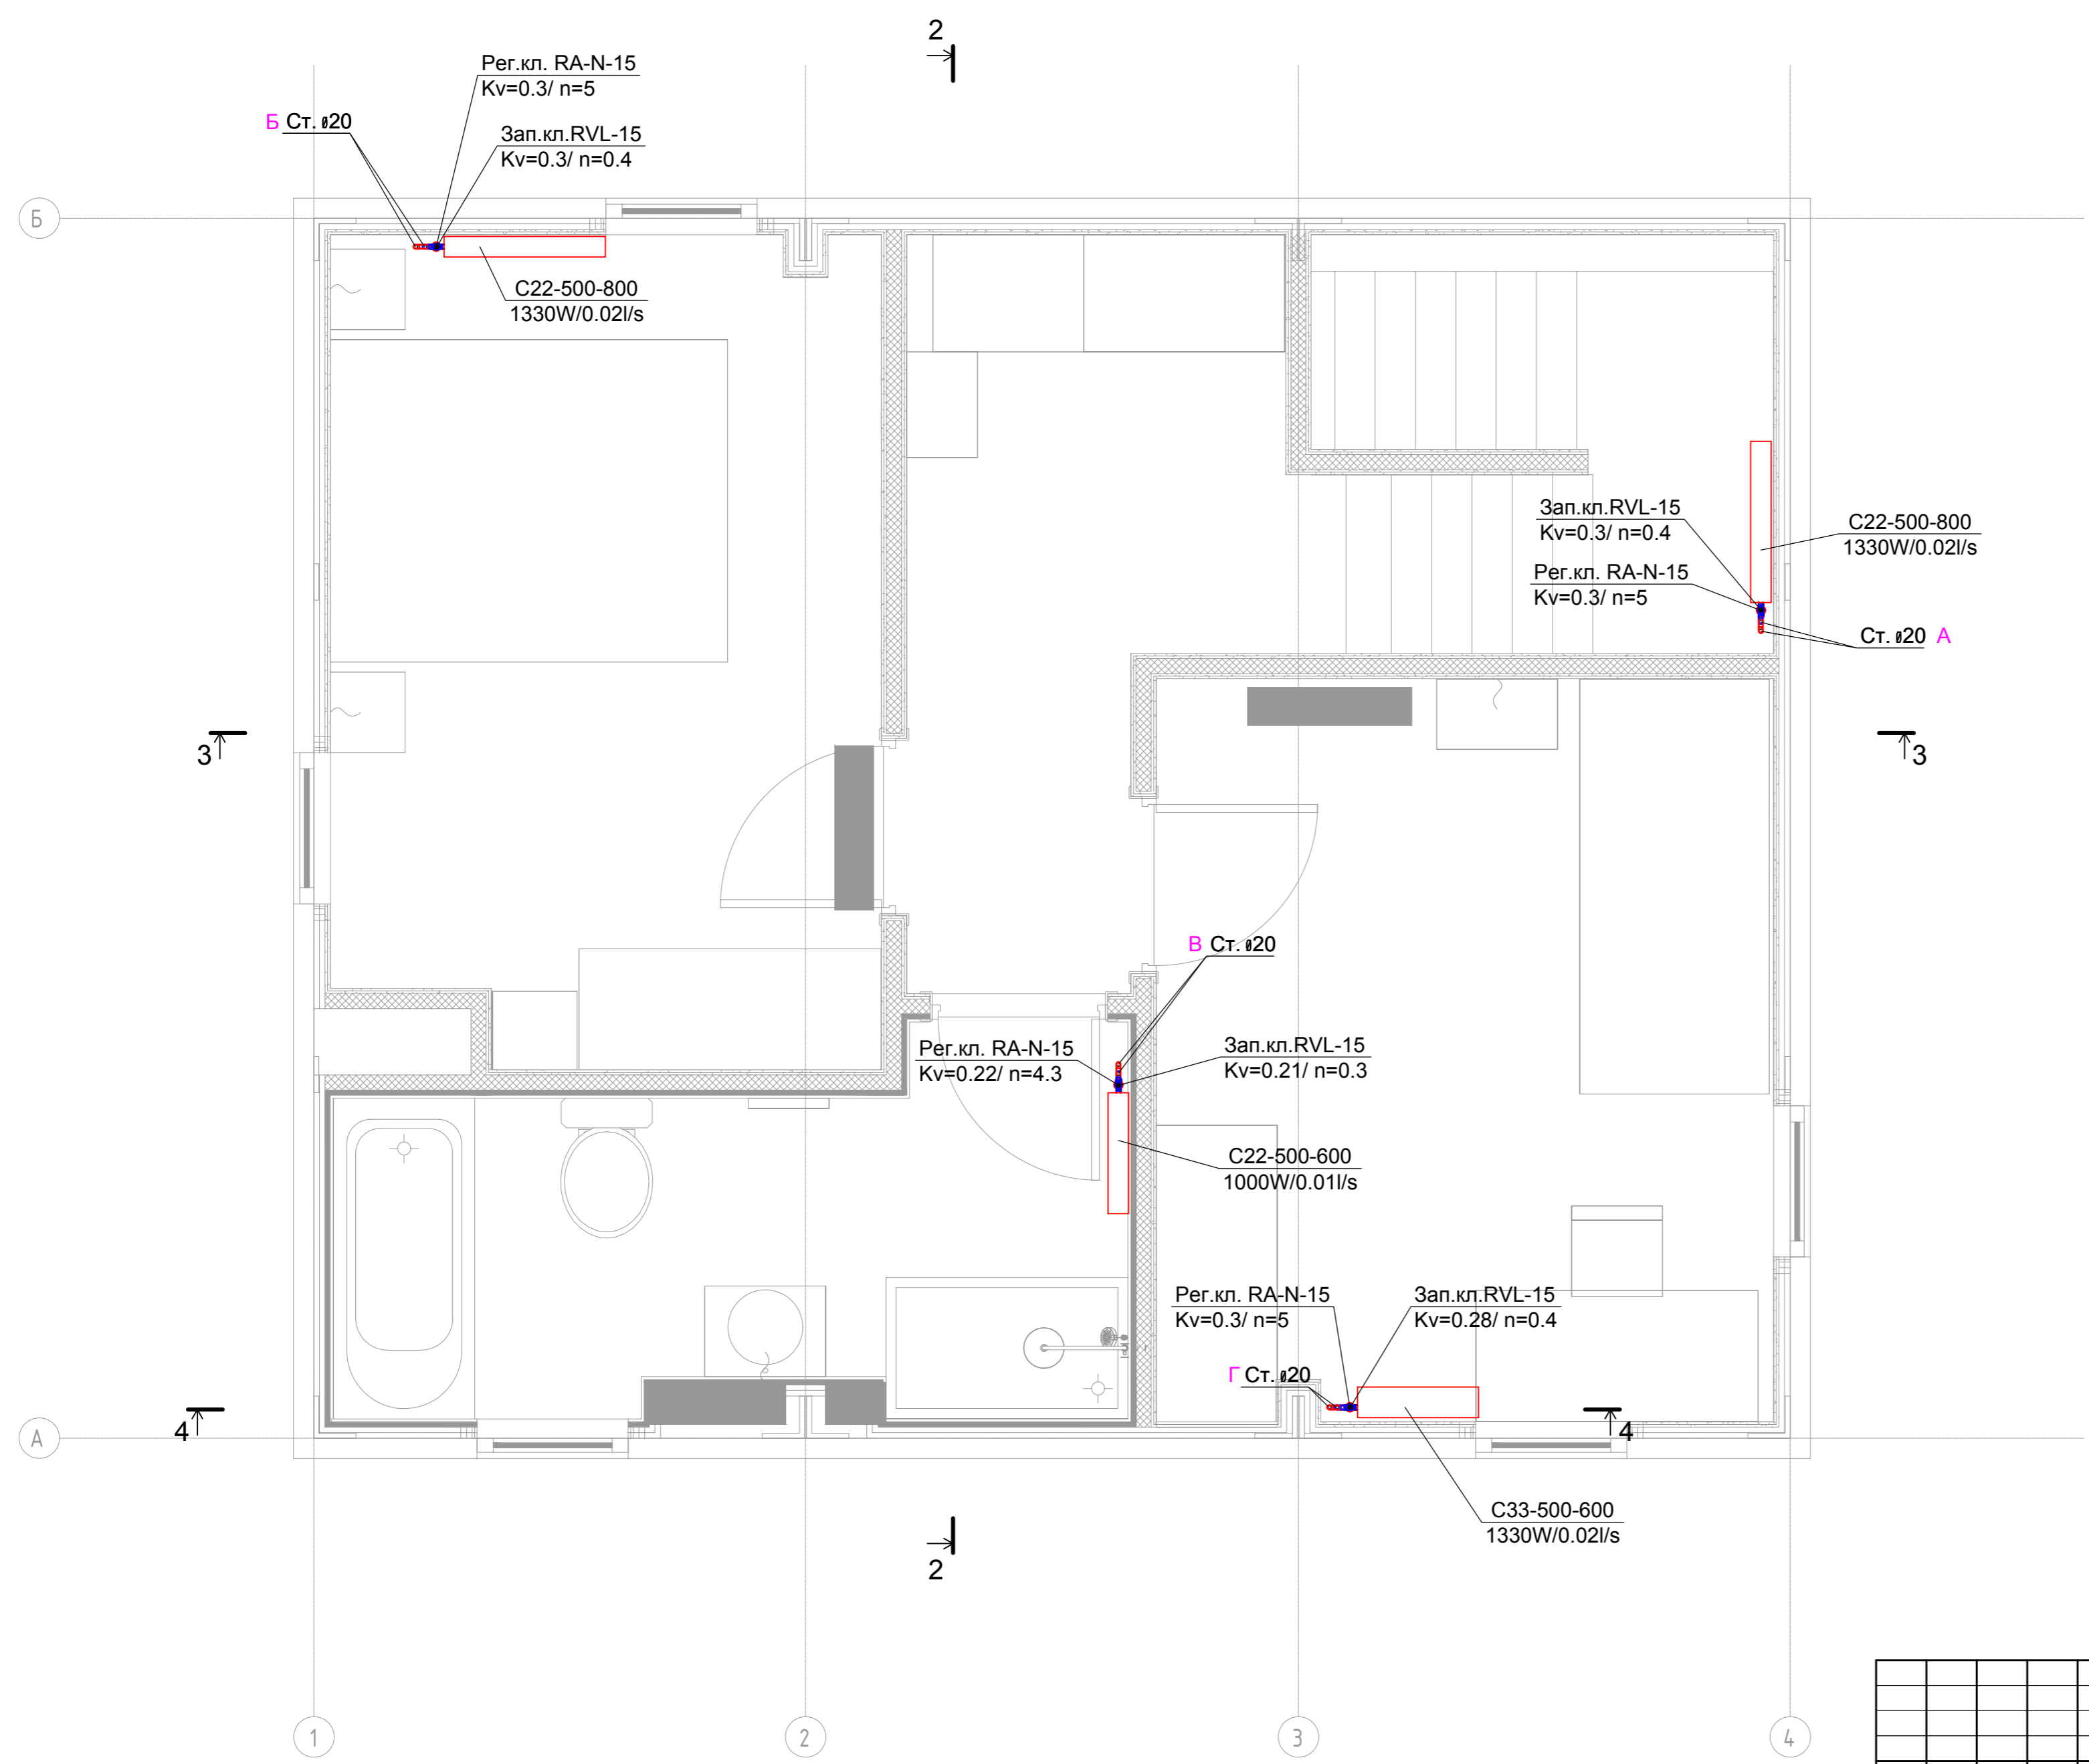 2
Рег.кл. RA-N-15
Kv=0.3/ n=5
Б Ст. ø20
Зап.кл.RVL-15
Kv=0.3/ n=0.4
Б
C22-500-800
1330W/0.02l/s
Зап.кл.RVL-15
Kv=0.3/ n=0.4
C22-500-800
1330W/0.02l/s
Рег.кл. RA-N-15
Kv=0.3/ n=5
Ст. ø20 А
3
3
В Ст. ø20
Рег.кл. RA-N-15
Kv=0.22/ n=4.3
Зап.кл.RVL-15
Kv=0.21/ n=0.3
C22-500-600
1000W/0.01l/s
Рег.кл. RA-N-15
Kv=0.3/ n=5
Зап.кл.RVL-15
Kv=0.28/ n=0.4
Г Ст. ø20
4
4
А
C33-500-600
1330W/0.02l/s
2
1
2
3
4